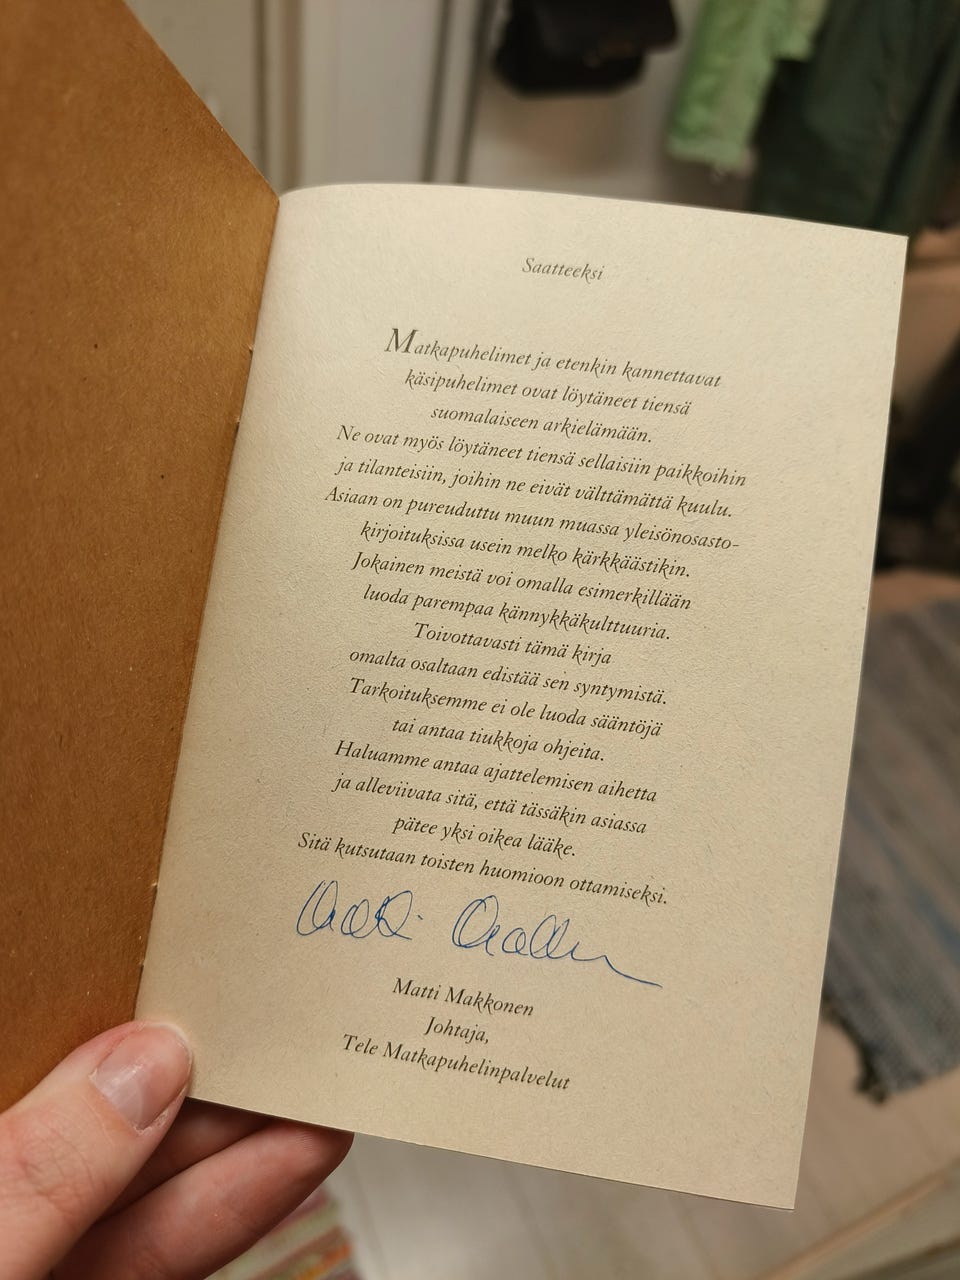 Saatteeksi
Matkapuhelimet ja etenkin kannettavat
käsipuhelimet ovat löytäneet tiensä
suomalaiseen arkielämään.
Ne ovat myös löytäneet tiensä sellaisiin paikkoihin
ja tilanteisiin, joihin ne eivät välttämättä kuulu.
Asiaan on pureuduttu muun muassa yleisönosasto-
kirjoituksissa usein melko kärkkäästikin.
Jokainen meistä voi omalla esimerkillään
luoda parempaa kännykkäkulttuuria.
Toivottavasti tämä kirja
omalta osaltaan edistää sen syntymistä.
Tarkoituksemme ei ole luoda sääntöjä
tai antaa tiukkoja ohjeita.
Haluamme antaa ajattelemisen aihetta
ja alleviivata sitä, että tässäkin asiassa
pätee yksi oikea lääke.
Sitä kutsutaan toisten huomioon ottamiseksi.
Matti Makkonen
Johtaja,
Tele Matkapuhelinpalvelut